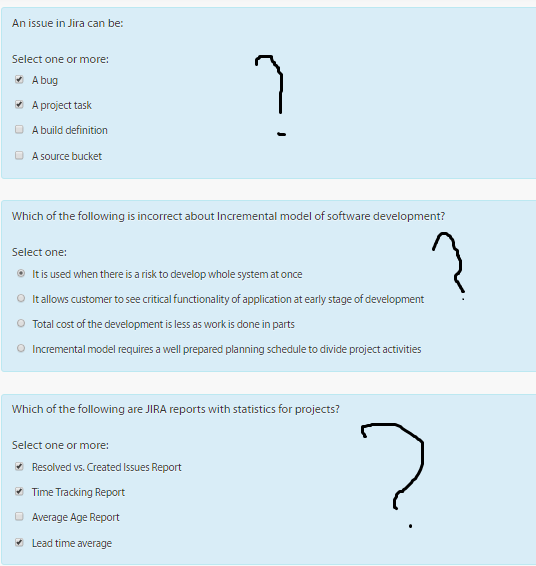 An issue in Jira can be:
Select one or more:
A bug
A project task
A build definition
A source bucket
?
Which of the following is incorrect about Incremental model of software development?
Select one:
It is used when there is a risk to develop whole system at once
It allows customer to see critical functionality of application at early stage of development
Total cost of the development is less as work is done in parts
Incremental model requires a well prepared planning schedule to divide project activities
?
Which of the following are JIRA reports with statistics for projects?
Select one or more:
Resolved vs. Created Issues Report
Time Tracking Report
Average Age Report
Lead time average
?